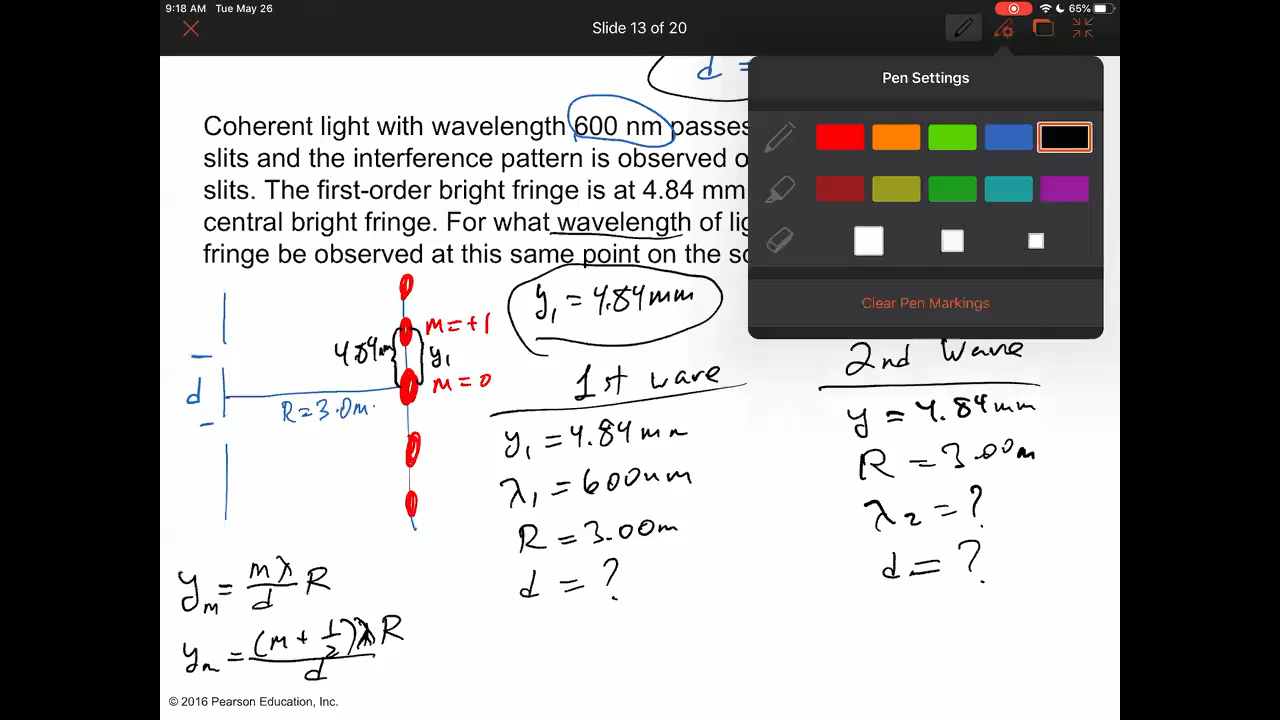 9:18 AM Tue May 26
65%
Slide 13 of 20
Pen Settings
Clear Pen Markings
d =
Coherent light with wavelength 600 nm passes
slits and the interference pattern is observed o
slits. The first-order bright fringe is at 4.84 mm
central bright fringe. For what wavelength of lig
fringe be observed at this same point on the sc
y₁ = 4.84mm
m = +1
4.84m
y₁
m = 0
d
R = 3.0m.
1st wave
y₁ = 4.84mm
λ₁ = 600nm
R = 3.00m
d = ?
2nd Wave
y = 4.84mm
R = 3.00m
λ₂ = ?
d = ?
yₘ = mλ/d R
yₘ = (m + 1/2)λR/d
© 2016 Pearson Education, Inc.